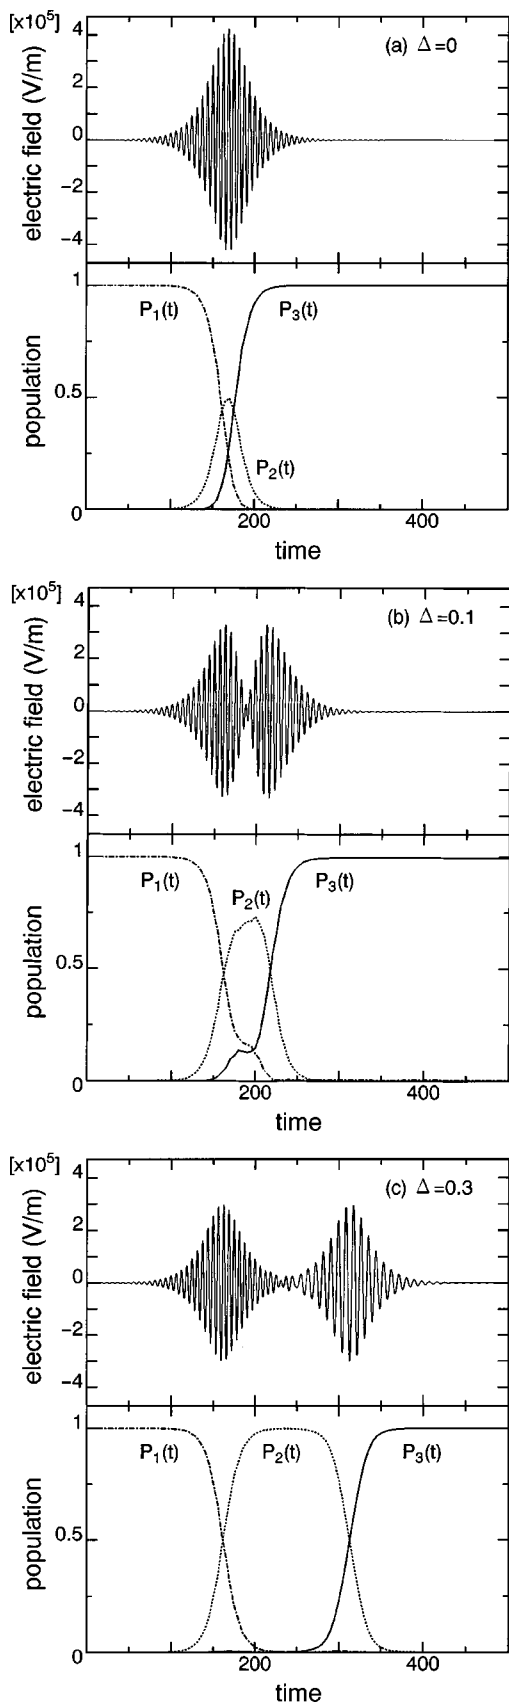 [x10⁵]
(a) Δ=0
4
2
0
−2
−4
electric field (V/m)
1
0.5
0
P₁(t)
P₃(t)
P₂(t)
population
200
400
time
[x10⁵]
(b) Δ=0.1
4
2
0
−2
−4
electric field (V/m)
1
0.5
0
P₁(t)
P₂(t)
P₃(t)
population
200
400
time
[x10⁵]
(c) Δ=0.3
4
2
0
−2
−4
electric field (V/m)
1
0.5
0
P₁(t)
P₂(t)
P₃(t)
population
200
400
time